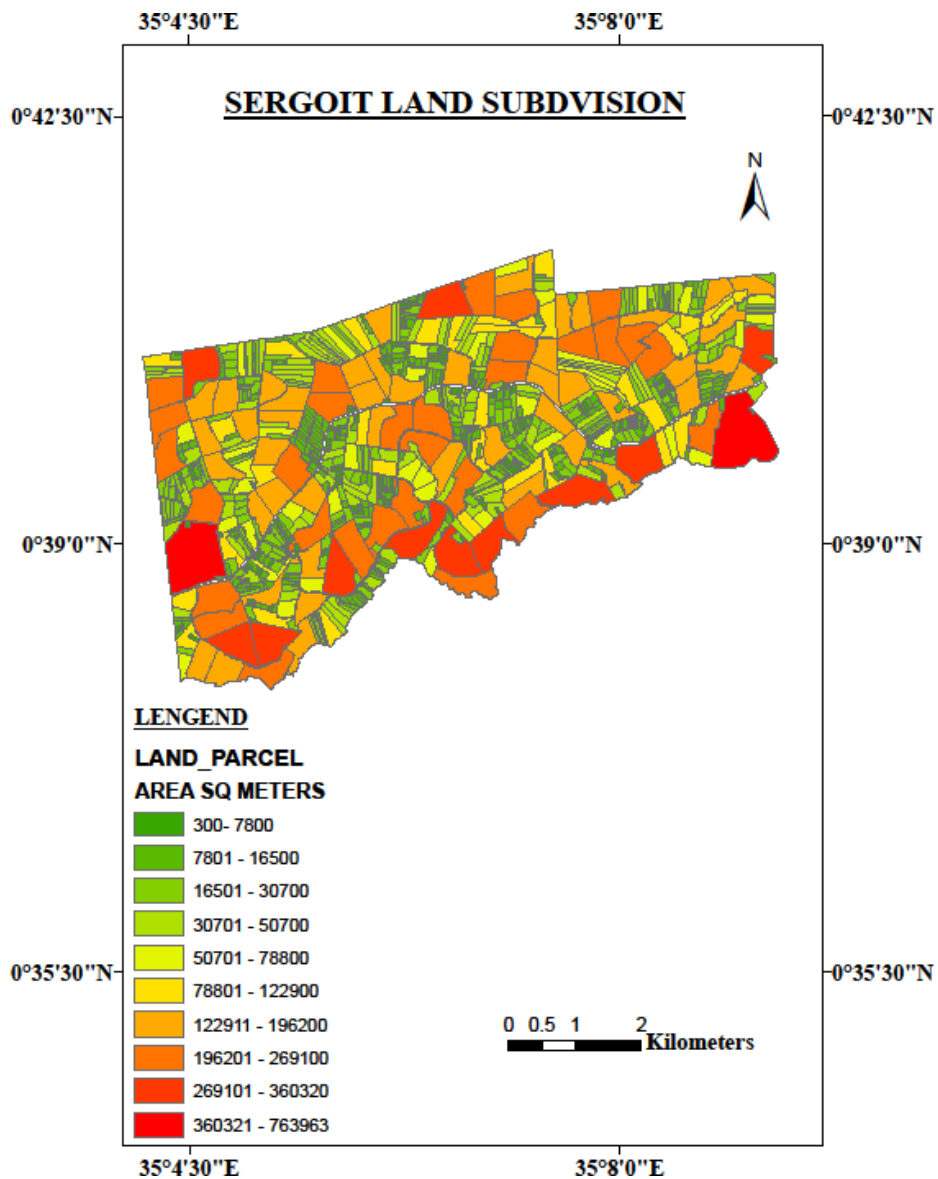 35°4'30"E 35°8'0"E
SERGOIT LAND SUBDVISION
0°42'30"N 0°42'30"N
N
0°39'0"N 0°39'0"N
LENGEND
LAND_PARCEL
AREA SQ METERS
300- 7800
7801 - 16500
16501 - 30700
30701 - 50700
50701 - 78800
0°35'30"N 0°35'30"N
78801 - 122900
122911 - 196200
0 0.5 1 2
Kilometers
196201 - 269100
269101 - 360320
360321 - 763963
35°4'30"E 35°8'0"E